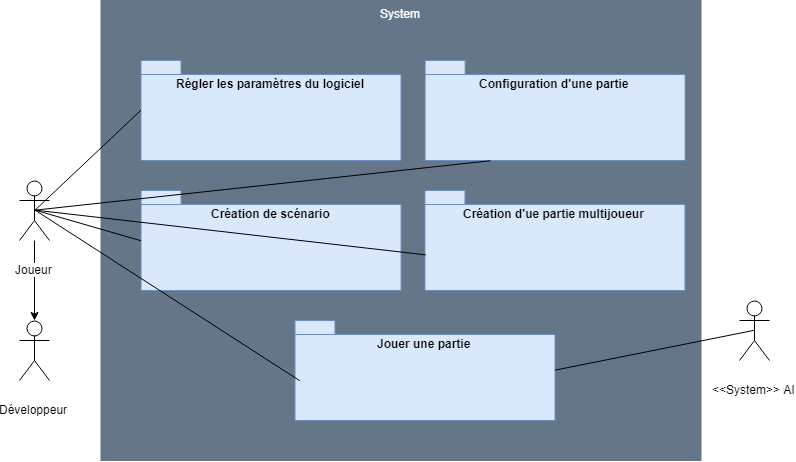 System
Régler les paramètres du logiciel
Configuration d'une partie
Création de scénario
Création d'ue partie multijoueur
Joueur
Jouer une partie
<<System>> AI
Développeur